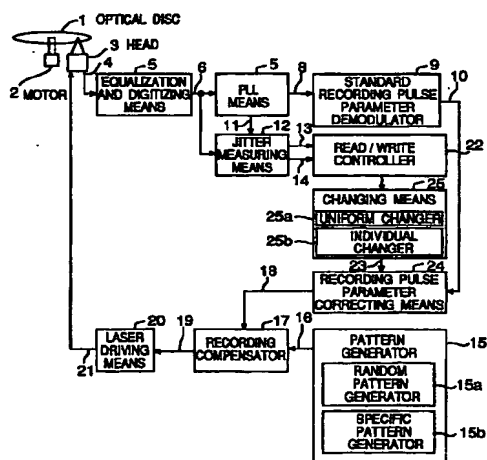 1 OPTICAL DISC
3 HEAD
4
2 MOTOR
5
EQUALIZATION AND DIGITIZING MEANS
6
5
PLL MEANS
8
9
STANDARD RECORDING PULSE PARAMETER DEMODULATOR
10
11
12
JITTER MEASURING MEANS
13
14
READ / WRITE CONTROLLER
22
25
CHANGING MEANS
25a
UNIFORM CHANGER
25b
INDIVIDUAL CHANGER
23
24
RECORDING PULSE PARAMETER CORRECTING MEANS
18
17
RECORDING COMPENSATOR
16
19
20
LASER DRIVING MEANS
21
PATTERN GENERATOR
15
RANDOM PATTERN GENERATOR
15a
SPECIFIC PATTERN GENERATOR
15b